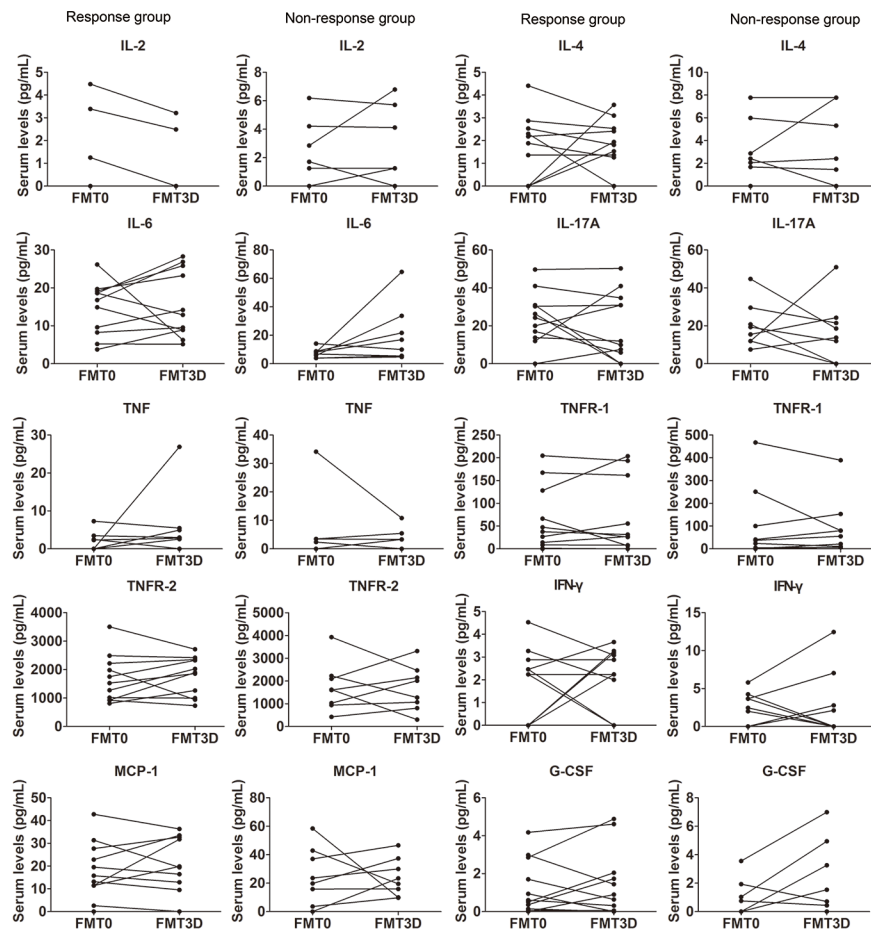 Response group Non-response group Response group Non-response group
IL-2 IL-2 IL-4 IL-4
Serum levels (pg/mL) Serum levels (pg/mL) Serum levels (pg/mL) Serum levels (pg/mL)
5 8 5 10
4 6 4 8
3 4 3 6
2 2 2 4
1 0 1 2
0 0 0
FMT0 FMT3D FMT0 FMT3D FMT0 FMT3D FMT0 FMT3D
IL-6 IL-6 IL-17A IL-17A
Serum levels (pg/mL) Serum levels (pg/mL) Serum levels (pg/mL) Serum levels (pg/mL)
30 80 60 60
20 60 40 40
10 40 20 20
0 20 0 0
0
FMT0 FMT3D FMT0 FMT3D FMT0 FMT3D FMT0 FMT3D
TNF TNF TNFR-1 TNFR-1
Serum levels (pg/mL) Serum levels (pg/mL) Serum levels (pg/mL) Serum levels (pg/mL)
30 40 250 500
20 30 200 400
10 20 150 300
0 10 100 200
0 50 100
0 0
FMT0 FMT3D FMT0 FMT3D FMT0 FMT3D FMT0 FMT3D
TNFR-2 TNFR-2 IFN-γ IFN-γ
Serum levels (pg/mL) Serum levels (pg/mL) Serum levels (pg/mL) Serum levels (pg/mL)
4000 5000 5 15
3000 4000 4 10
2000 3000 3 5
1000 2000 2 0
0 1000 1
0 0
FMT0 FMT3D FMT0 FMT3D FMT0 FMT3D FMT0 FMT3D
MCP-1 MCP-1 G-CSF G-CSF
Serum levels (pg/mL) Serum levels (pg/mL) Serum levels (pg/mL) Serum levels (pg/mL)
50 80 6 8
40 60 4 6
30 40 2 4
20 20 0 2
10 0 0
0
FMT0 FMT3D FMT0 FMT3D FMT0 FMT3D FMT0 FMT3D